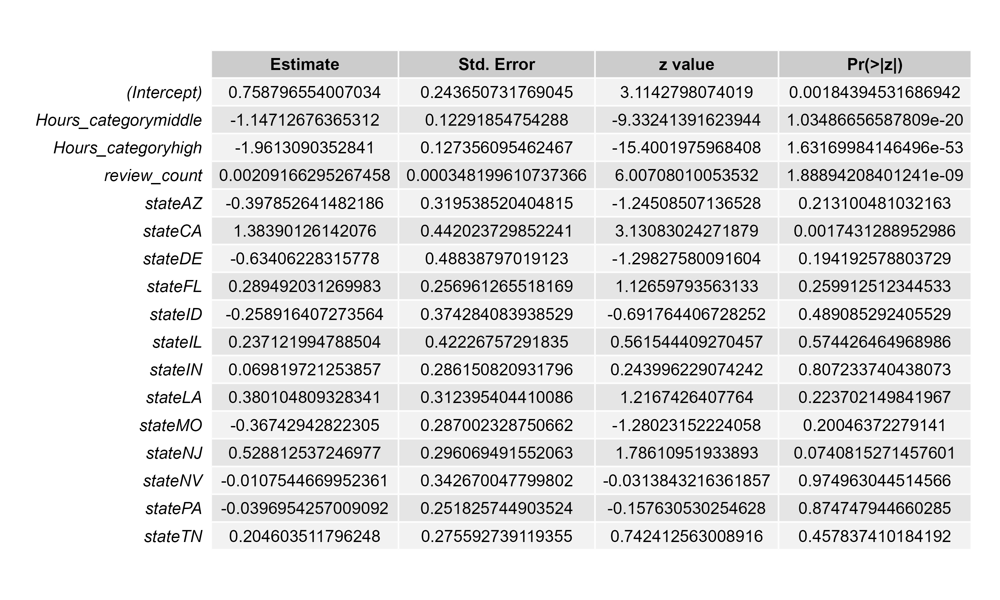 Estimate Std. Error z value Pr(>|z|)
(Intercept) 0.758796554007034 0.243650731769045 3.1142798074019 0.00184394531686942
Hours_categorymiddle -1.14712676365312 0.12291854754288 -9.33241391623944 1.03486656587809e-20
Hours_categoryhigh -1.9613090352841 0.127356095462467 -15.4001975968408 1.63169984146496e-53
review_count 0.00209166295267458 0.000348199610737366 6.00708010053532 1.88894208401241e-09
stateAZ -0.397852641482186 0.319538520404815 -1.24508507136528 0.213100481032163
stateCA 1.38390126142076 0.442023729852241 3.13083024271879 0.0017431288952986
stateDE -0.63406228315778 0.48838797019123 -1.29827580091604 0.194192578803729
stateFL 0.289492031269983 0.256961265518169 1.12659793563133 0.259912512344533
stateID -0.258916407273564 0.374284083938529 -0.691764406728252 0.489085292405529
stateIL 0.237121994788504 0.42226757291835 0.561544409270457 0.574426464968986
stateIN 0.069819721253857 0.286150820931796 0.243996229074242 0.807233740438073
stateLA 0.380104809328341 0.312395404410086 1.2167426407764 0.223702149841967
stateMO -0.36742942822305 0.287002328750662 -1.28023152224058 0.20046372279141
stateNJ 0.528812537246977 0.296069491552063 1.78610951933893 0.0740815271457601
stateNV -0.0107544669952361 0.342670047799802 -0.0313843216361857 0.974963044514566
statePA -0.0396954257009092 0.251825744903524 -0.157630530254628 0.874747944660285
stateTN 0.204603511796248 0.275592739119355 0.742412563008916 0.457837410184192